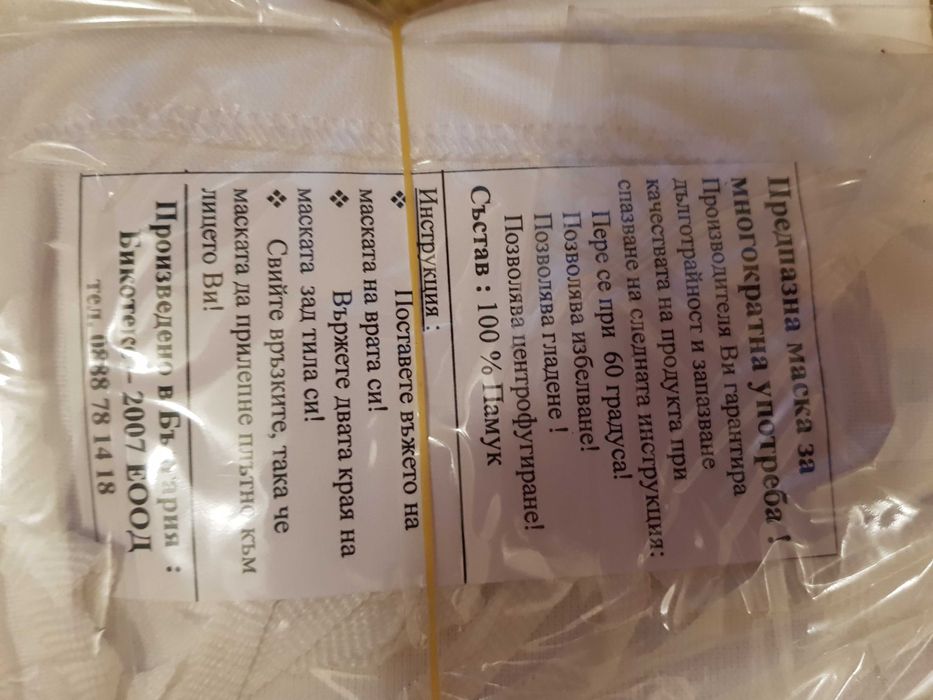 Предпазна маска за
многократна употреба !
Производителя Ви гарантира
дълготрайност и запазване
качествата на продукта при
спазване на следната инструкция:
Пере се при 60 градуса!
Позволява избелване!
Позволява гладене !
Позволява центрофугиране!
Състав : 100 % Памук
Инструкция :
❖ Поставете въжето на
маската на врата си!
❖ Вържете двата края на
маската зад тила си!
❖ Свийте връзките, така че
маската да прилепне плътно към
лицето Ви!
Произведено в България :
– 2007 ЕООД
тел. 0888 78 14 18